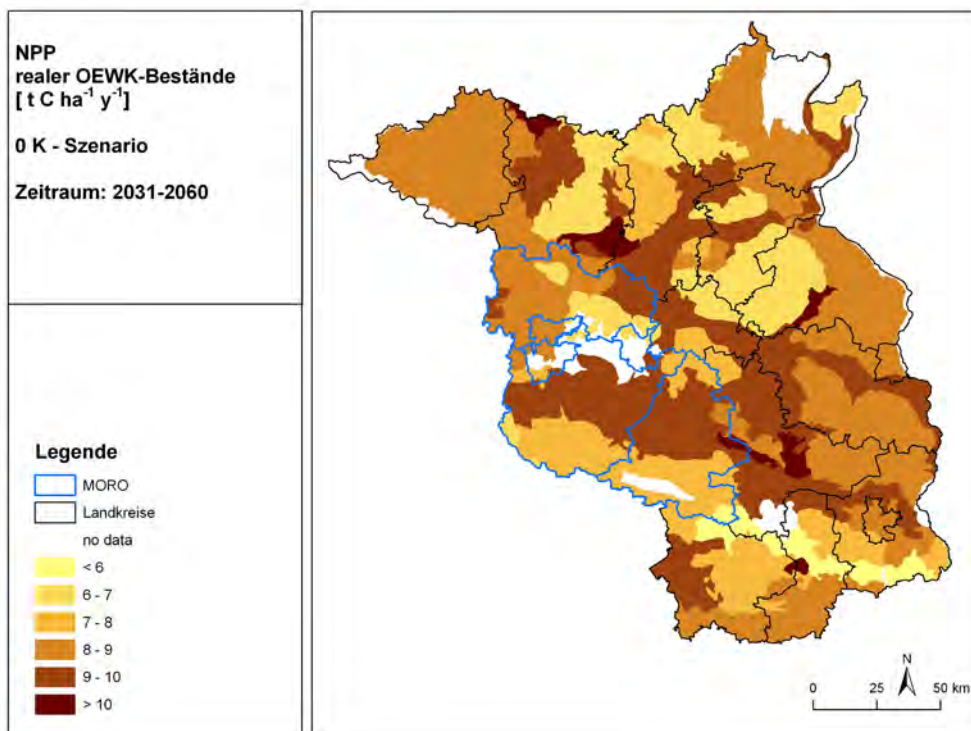 NPP
realer OEWK-Bestände
[ t C ha⁻¹ y⁻¹]
0 K - Szenario
Zeitraum: 2031-2060
Legende
MORO
Landkreise
no data
< 6
6 - 7
7 - 8
8 - 9
9 - 10
> 10
N
0 25 50 km